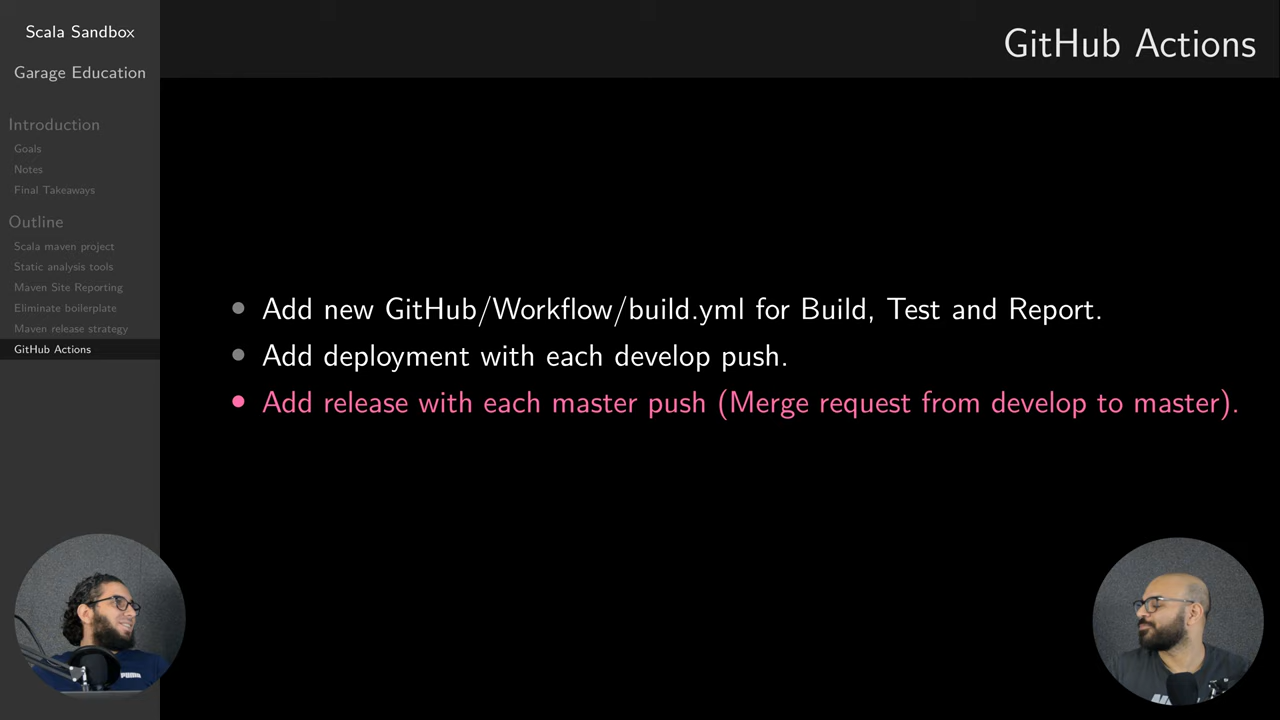 Scala Sandbox
Garage Education
Introduction
Goals
Notes
Final Takeaways
Outline
Scala maven project
Static analysis tools
Maven Site Reporting
Eliminate boilerplate
Maven release strategy
GitHub Actions
GitHub Actions
Add new GitHub/Workflow/build.yml for Build, Test and Report.
Add deployment with each develop push.
Add release with each master push (Merge request from develop to master).
PUMA